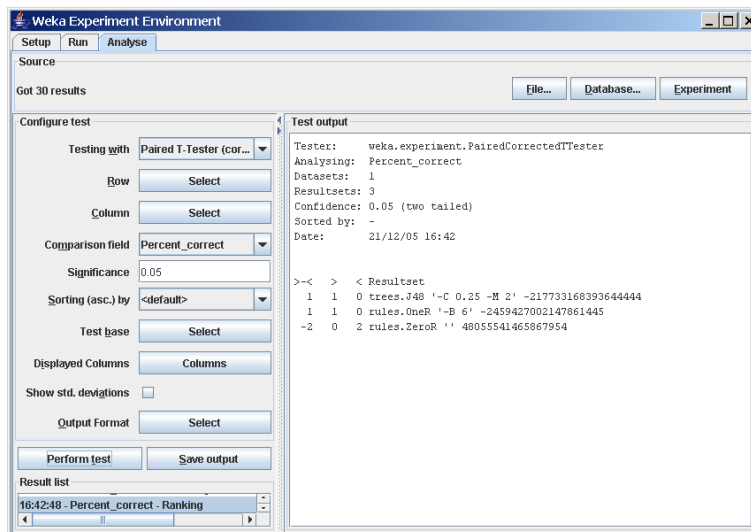 Weka Experiment Environment
Setup Run Analyse
Source
Got 30 results
File... Database... Experiment
Configure test
Testing with Paired T-Tester (cor...
Row Select
Column Select
Comparison field Percent_correct
Significance 0.05
Sorting (asc.) by <default>
Test base Select
Displayed Columns Columns
Show std. deviations
Output Format Select
Perform test Save output
Result list
16:42:48 - Percent_correct - Ranking
Test output
Tester: weka.experiment.PairedCorrectedTTester
Analysing: Percent_correct
Datasets: 1
Resultsets: 3
Confidence: 0.05 (two tailed)
Sorted by: -
Date: 21/12/05 16:42
>-< > < Resultset
1 1 0 trees.J48 '-C 0.25 -M 2' -217733168393644444
1 1 0 rules.OneR '-B 6' -2459427002147861445
-2 0 2 rules.ZeroR '' 48055541465867954